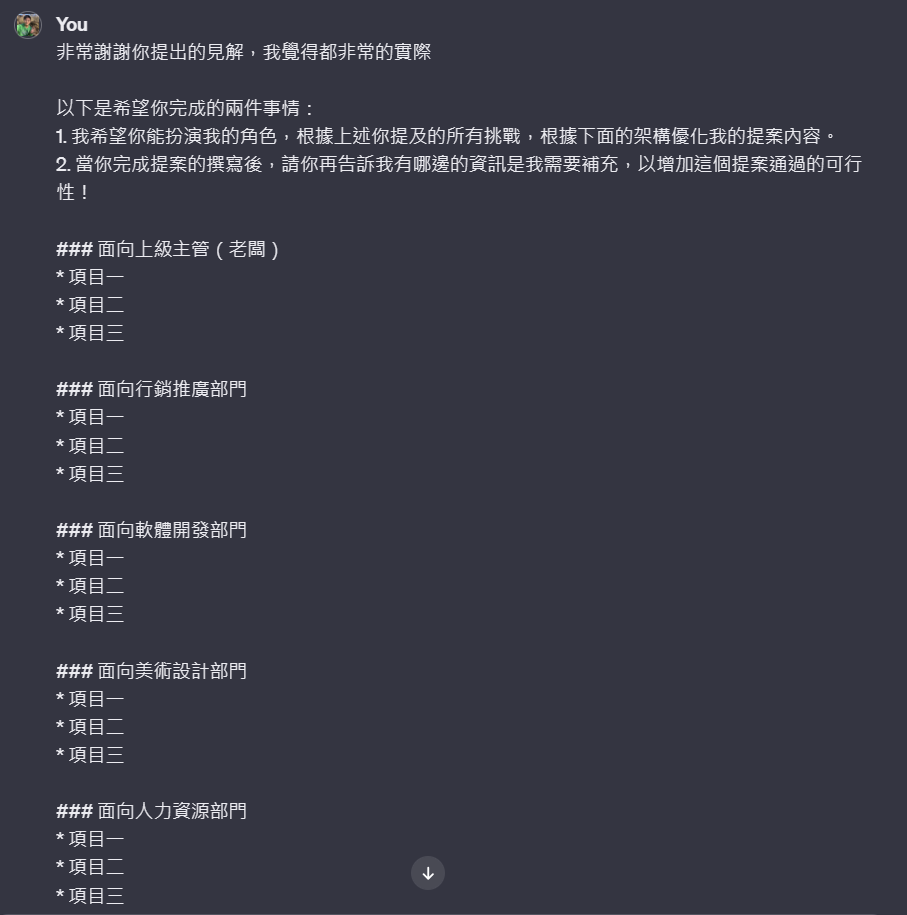 You
非常謝謝你提出的見解，我覺得都非常的實際
以下是希望你完成的兩件事情：
1. 我希望你能扮演我的角色，根據上述你提及的所有挑戰，根據下面的架構優化我的提案內容。
2. 當你完成提案的撰寫後，請你再告訴我有哪邊的資訊是我需要補充，以增加這個提案通過的可行
性！
### 面向上級主管（老闆）
* 項目一
* 項目二
* 項目三
### 面向行銷推廣部門
* 項目一
* 項目二
* 項目三
### 面向軟體開發部門
* 項目一
* 項目二
* 項目三
### 面向美術設計部門
* 項目一
* 項目二
* 項目三
### 面向人力資源部門
* 項目一
* 項目二
* 項目三